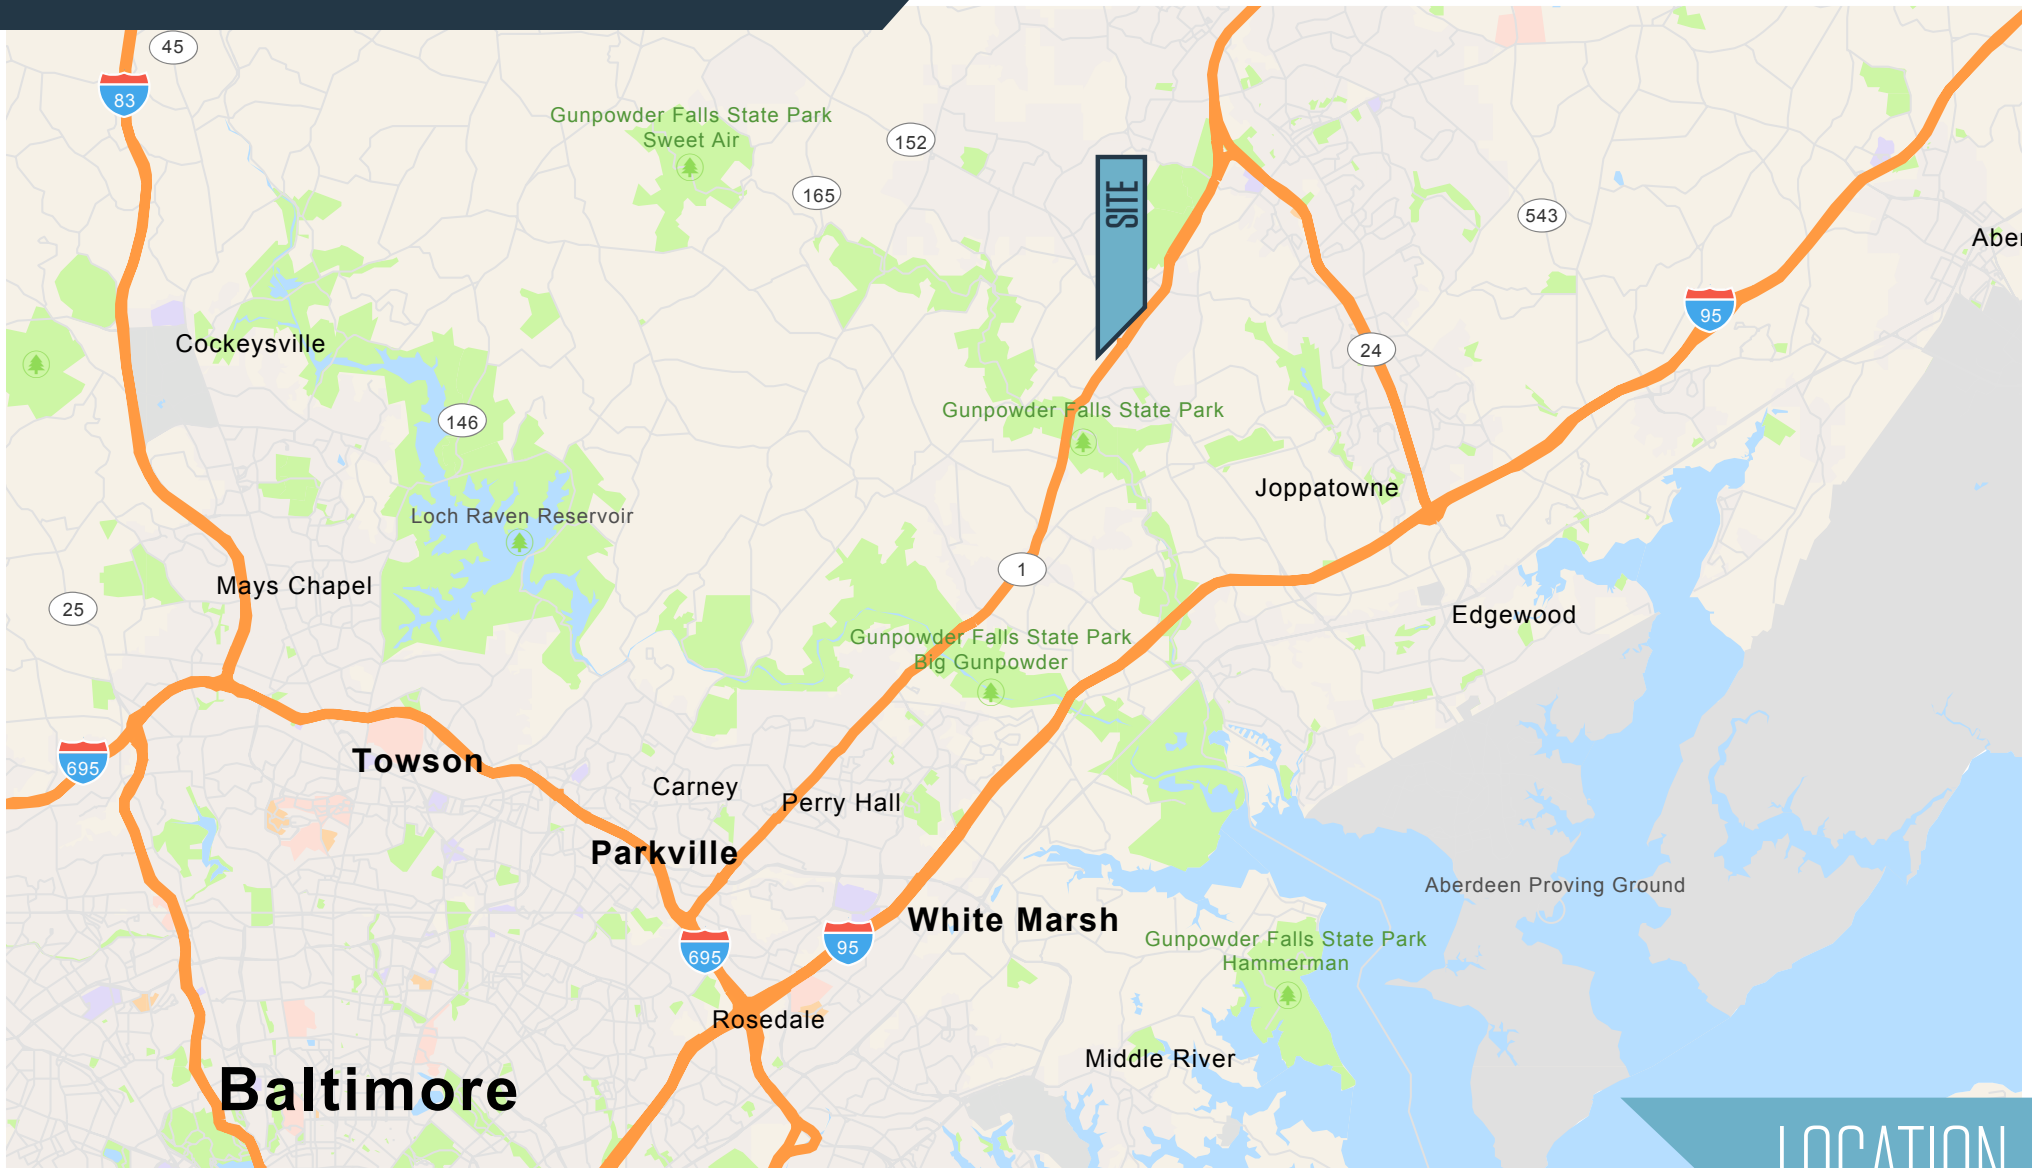 45
83
Gunpowder Falls State Park
Sweet Air
152
165
SITE
543
Aber
95
Cockeysville
24
146
Gunpowder Falls State Park
Joppatowne
Loch Raven Reservoir
1
Mays Chapel
25
Edgewood
Gunpowder Falls State Park
Big Gunpowder
695
Towson
Carney
Perry Hall
Parkville
Aberdeen Proving Ground
White Marsh
695
95
Gunpowder Falls State Park
Hammerman
Rosedale
Middle River
Baltimore
LOCATION